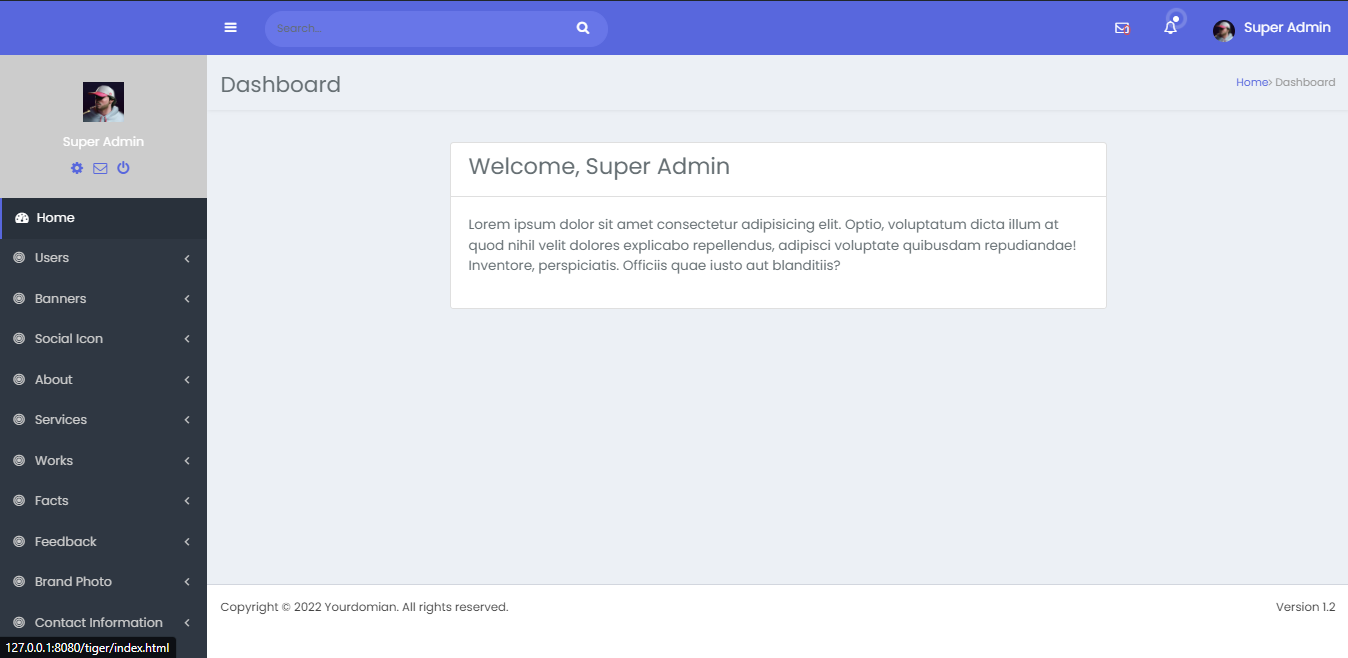 Search...
Super Admin
Super Admin
Home
Users
Banners
Social Icon
About
Services
Works
Facts
Feedback
Brand Photo
Contact Information
127.0.0.1:8080/tiger/index.html
Dashboard
Home› Dashboard
Welcome, Super Admin
Lorem ipsum dolor sit amet consectetur adipisicing elit. Optio, voluptatum dicta illum at
quod nihil velit dolores explicabo repellendus, adipisci voluptate quibusdam repudiandae!
Inventore, perspiciatis. Officiis quae iusto aut blanditiis?
Copyright © 2022 Yourdomian. All rights reserved.
Version 1.2